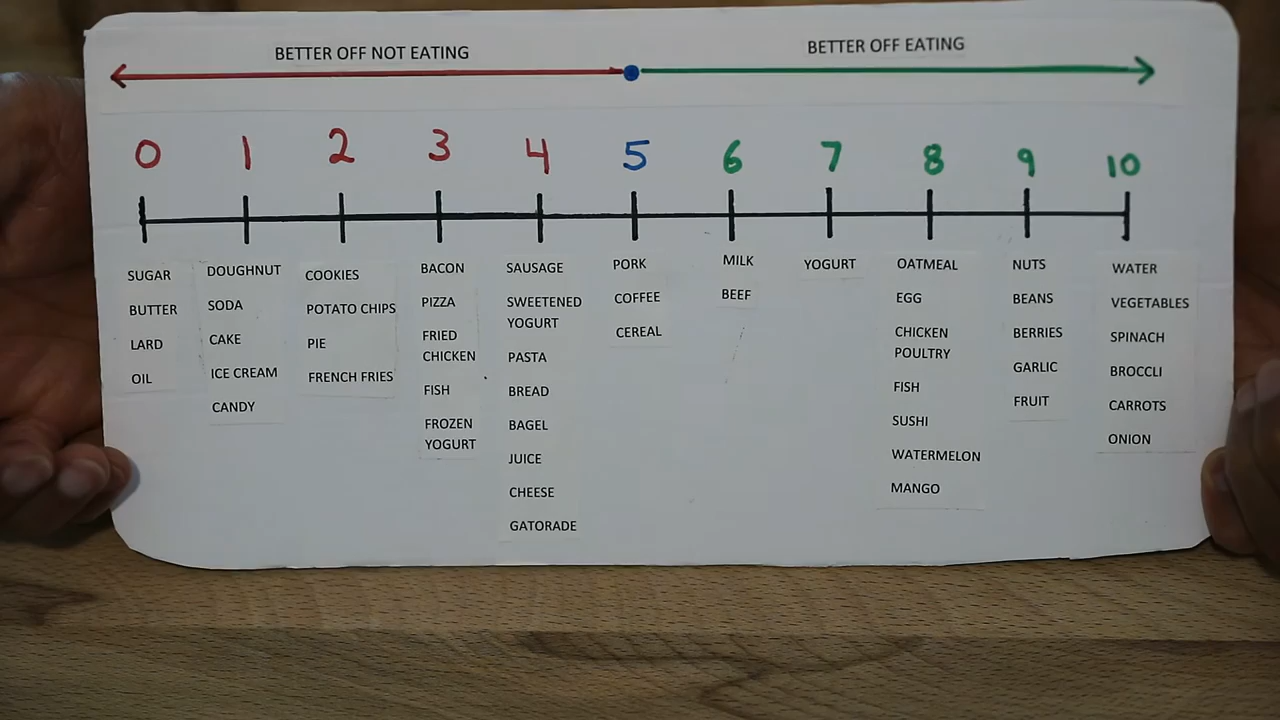 BETTER OFF NOT EATING
BETTER OFF EATING
0 1 2 3 4 5 6 7 8 9 10
SUGAR
BUTTER
LARD
OIL
DOUGHNUT
SODA
CAKE
ICE CREAM
CANDY
COOKIES
POTATO CHIPS
PIE
FRENCH FRIES
BACON
PIZZA
FRIED
CHICKEN
FISH
FROZEN
YOGURT
SAUSAGE
SWEETENED
YOGURT
PASTA
BREAD
BAGEL
JUICE
CHEESE
GATORADE
PORK
COFFEE
CEREAL
MILK
BEEF
YOGURT
OATMEAL
EGG
CHICKEN
POULTRY
FISH
SUSHI
WATERMELON
MANGO
NUTS
BEANS
BERRIES
GARLIC
FRUIT
WATER
VEGETABLES
SPINACH
BROCCLI
CARROTS
ONION